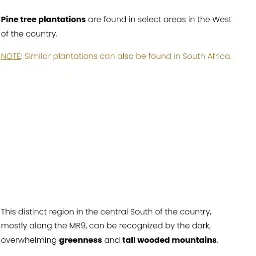 Pine tree plantations are found in select areas in the West
of the country.
NOTE: Similar plantations can also be found in South Africa.
This distinct region in the central South of the country,
mostly along the MR9, can be recognized by the dark,
overwhelming greenness and tall wooded mountains.